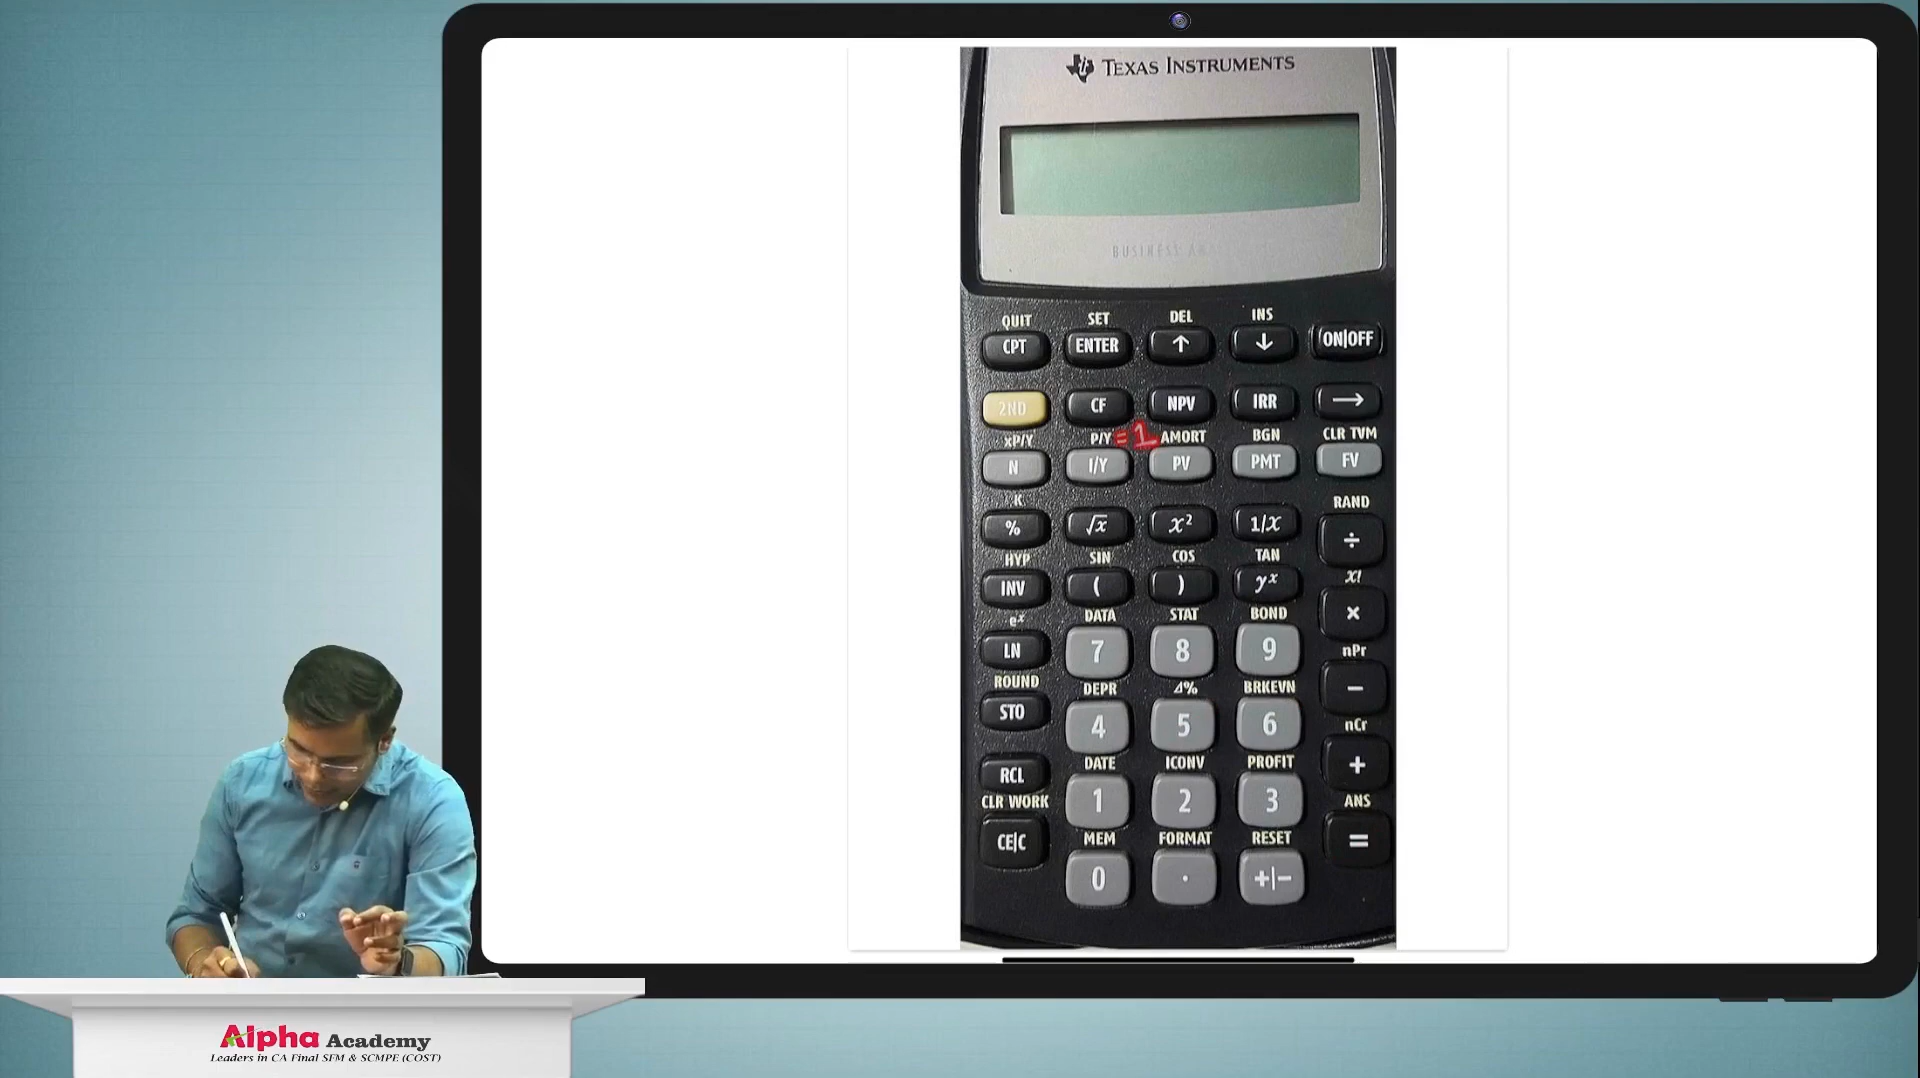 TEXAS INSTRUMENTS
BUSINESS
QUIT SET DEL INS
CPT ENTER ↑ ↓ ON|OFF
2ND CF NPV IRR →
xP/Y P/Y =1 AMORT BGN CLR TVM
N I/Y PV PMT FV
K RAND
% √x x² 1/x ÷
HYP SIN COS TAN x!
INV ( ) yˣ ×
eˣ DATA STAT BOND nPr
LN 7 8 9 −
ROUND DEPR Δ% BRKEVN nCr
STO 4 5 6 +
DATE ICONV PROFIT
RCL 1 2 3
CLR WORK MEM FORMAT RESET ANS
CE|C 0 . +|− =
Alpha Academy
Leaders in CA Final SFM & SCMPE (COST)